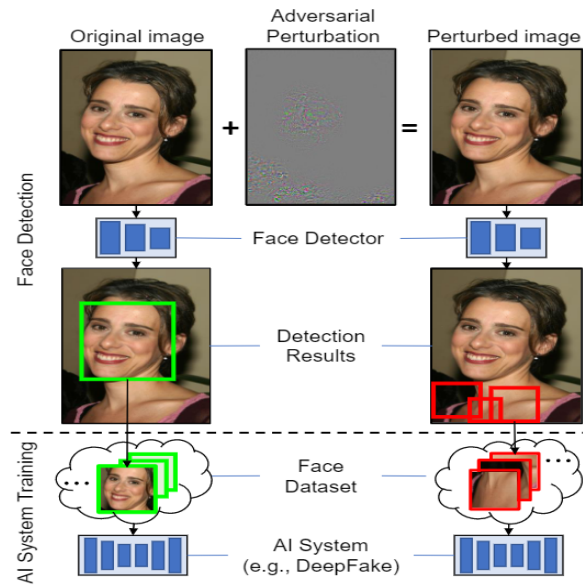 Original image
Adversarial
Perturbation
Perturbed image
+
=
Face Detection
Face Detector
Detection
Results
AI System Training
...
Face
Dataset
...
AI System
(e.g., DeepFake)